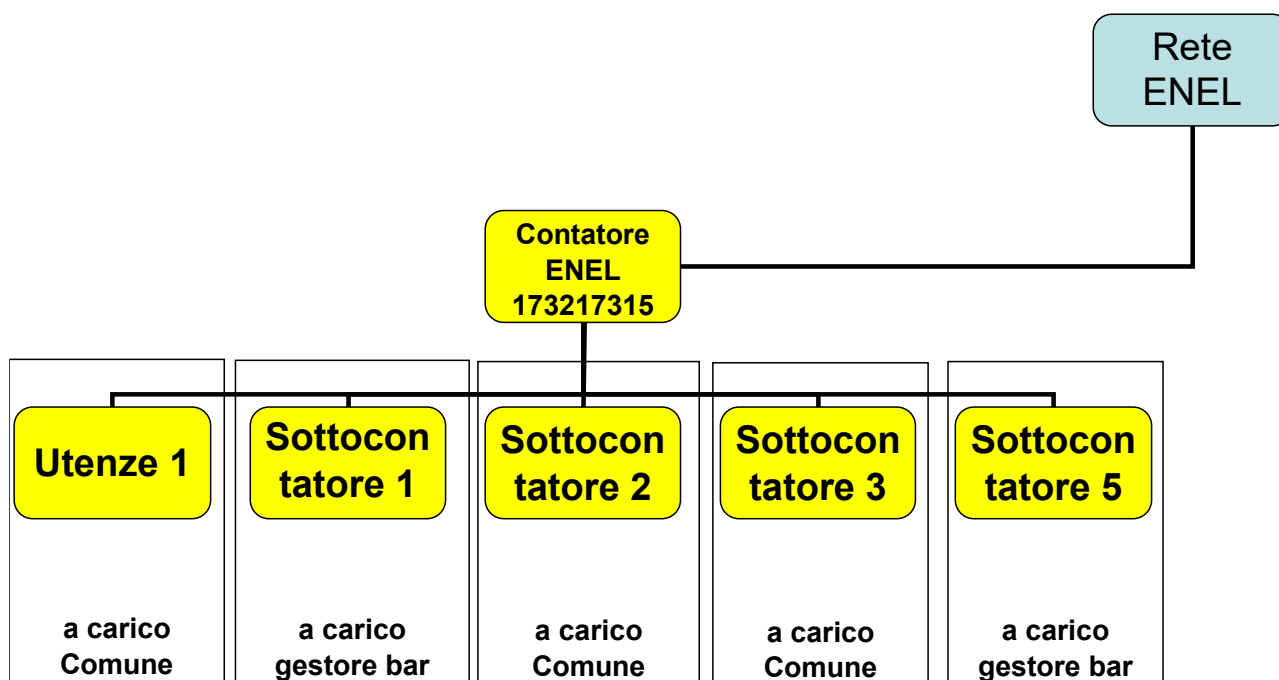 Rete
ENEL
Contatore
ENEL
173217315
Utenze 1
Sottocon
tatore 1
Sottocon
tatore 2
Sottocon
tatore 3
Sottocon
tatore 5
a carico
Comune
a carico
gestore bar
a carico
Comune
a carico
Comune
a carico
gestore bar